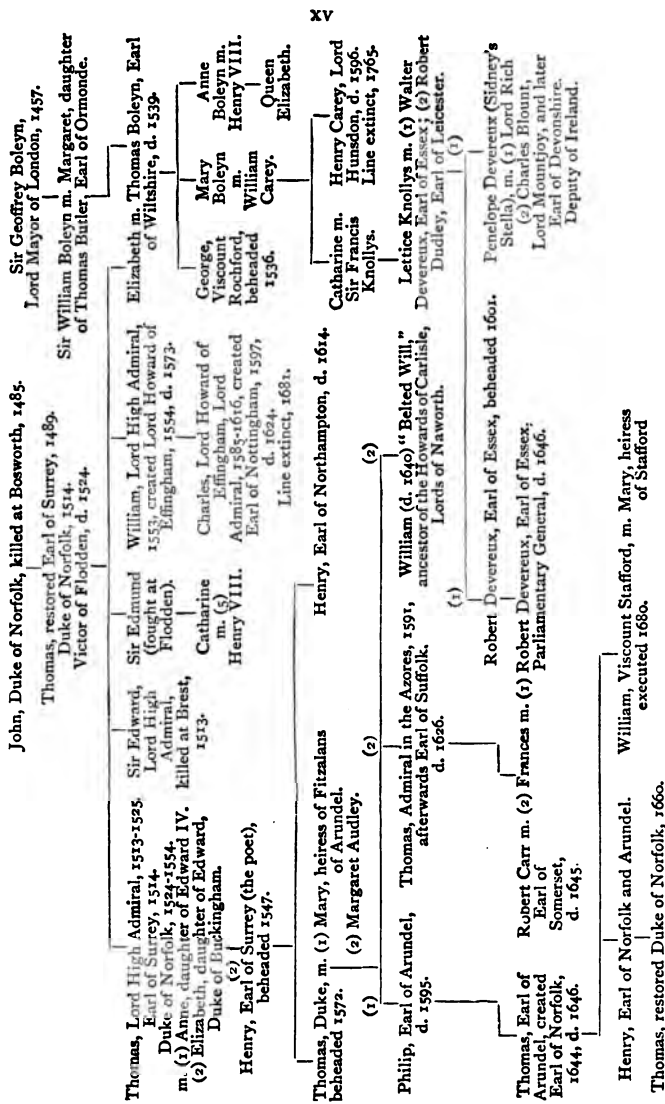 xv
John, Duke of Norfolk, killed at Bosworth, 1485.
Thomas, restored Earl of Surrey, 1489.
Duke of Norfolk, 1514.
Victor of Flodden, d. 1524.
Sir Geoffrey Boleyn,
Lord Mayor of London, 1457.
Sir William Boleyn m. Margaret, daughter
of Thomas Butler, Earl of Ormonde.
Thomas, Lord High Admiral, 1513-1525.
Earl of Surrey, 1514.
Duke of Norfolk, 1524-1554.
m. (1) Anne, daughter of Edward IV.
(2) Elizabeth, daughter of Edward,
Duke of Buckingham.
Sir Edward,
Lord High
Admiral,
killed at Brest,
1513.
Sir Edmund
(fought at
Flodden).
Catharine
m. (5)
Henry VIII.
William, Lord High Admiral,
1553, created Lord Howard of
Effingham, 1554, d. 1573.
Charles, Lord Howard of
Effingham, Lord
Admiral, 1585-1616, created
Earl of Nottingham, 1597,
d. 1624.
Line extinct, 1681.
Elizabeth m. Thomas Boleyn, Earl
of Wiltshire, d. 1539.
George,
Viscount
Rochford,
beheaded
1536.
Mary
Boleyn
m.
William
Carey.
Anne
Boleyn m.
Henry VIII.
Queen
Elizabeth.
(2)
Henry, Earl of Surrey (the poet),
beheaded 1547.
Catharine m.
Sir Francis
Knollys.
Henry Carey, Lord
Hunsdon, d. 1596.
Line extinct, 1765.
Thomas, Duke, m. (1) Mary, heiress of Fitzalans
beheaded 1572. of Arundel.
(2) Margaret Audley.
Henry, Earl of Northampton, d. 1614.
Lettice Knollys m. (1) Walter
Devereux, Earl of Essex; (2) Robert
Dudley, Earl of Leicester.
(1)
(2)
(2)
Philip, Earl of Arundel,
d. 1595.
Thomas, Admiral in the Azores, 1591,
afterwards Earl of Suffolk.
d. 1626.
William (d. 1640) "Belted Will,"
ancestor of the Howards of Carlisle,
Lords of Naworth.
(1)
(1)
Robert Devereux, Earl of Essex, beheaded 1601.
Penelope Devereux (Sidney's
Stella), m. (1) Lord Rich
(2) Charles Blount,
Lord Mountjoy, and later
Earl of Devonshire.
Deputy of Ireland.
Thomas, Earl of
Arundel, created
Earl of Norfolk,
1644, d. 1646.
Robert Carr m. (2) Frances m. (1) Robert Devereux, Earl of Essex,
Earl of Parliamentary General, d. 1646.
Somerset,
d. 1645.
Henry, Earl of Norfolk and Arundel.
William, Viscount Stafford, m. Mary, heiress
executed 1680. of Stafford
Thomas, restored Duke of Norfolk, 1660.